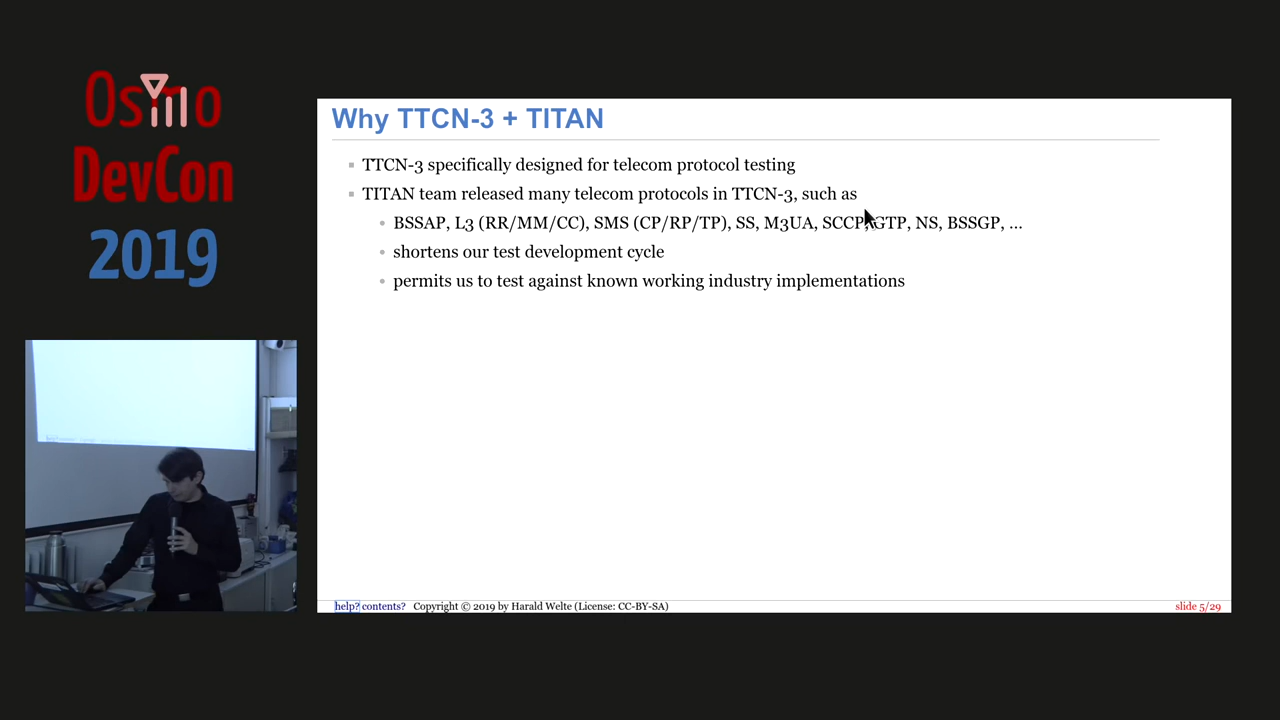 Osmo
DevCon
2019
Why TTCN-3 + TITAN
TTCN-3 specifically designed for telecom protocol testing
TITAN team released many telecom protocols in TTCN-3, such as
BSSAP, L3 (RR/MM/CC), SMS (CP/RP/TP), SS, M3UA, SCCP, GTP, NS, BSSGP, ...
shortens our test development cycle
permits us to test against known working industry implementations
help? contents? Copyright © 2019 by Harald Welte (License: CC-BY-SA)
slide 5/29